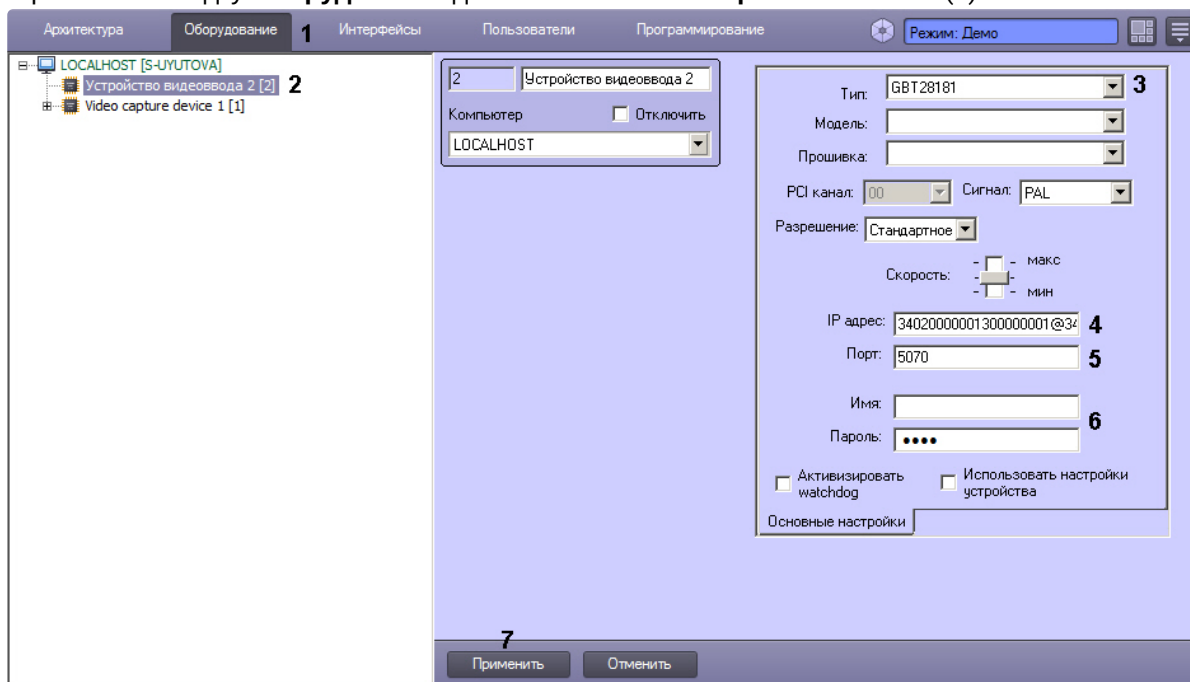 Архитектура Оборудование 1 Интерфейсы Пользователи Программирование Режим: Демо
LOCALHOST [S-UYUTOVA]
Устройство видеоввода 2 [2] 2
Video capture device 1 [1]
2 Устройство видеоввода 2
Компьютер Отключить
LOCALHOST
Тип: GBT28181 3
Модель:
Прошивка:
PCI канал: 00 Сигнал: PAL
Разрешение: Стандартное
- - макс
Скорость: - -
- - мин
IP адрес: 34020000001300000001@34 4
Порт: 5070 5
Имя:
6
Пароль: ••••
Активизировать watchdog
Использовать настройки устройства
Основные настройки
7
Применить Отменить